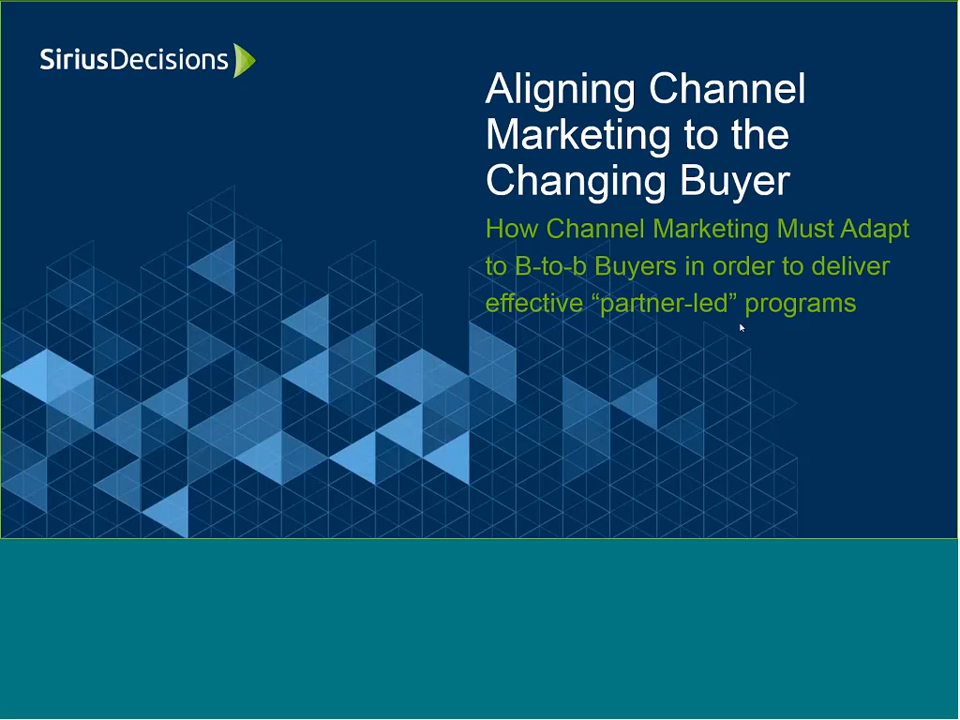 SiriusDecisions
Aligning Channel
Marketing to the
Changing Buyer
How Channel Marketing Must Adapt
to B-to-b Buyers in order to deliver
effective “partner-led” programs